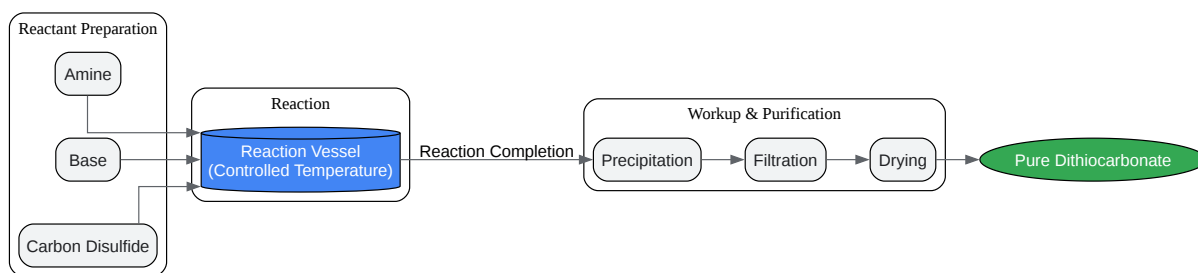 Reactant Preparation
Amine
Base
Carbon Disulfide
Reaction
Reaction Vessel
(Controlled Temperature)
Reaction Completion
Workup & Purification
Precipitation
Filtration
Drying
Pure Dithiocarbonate